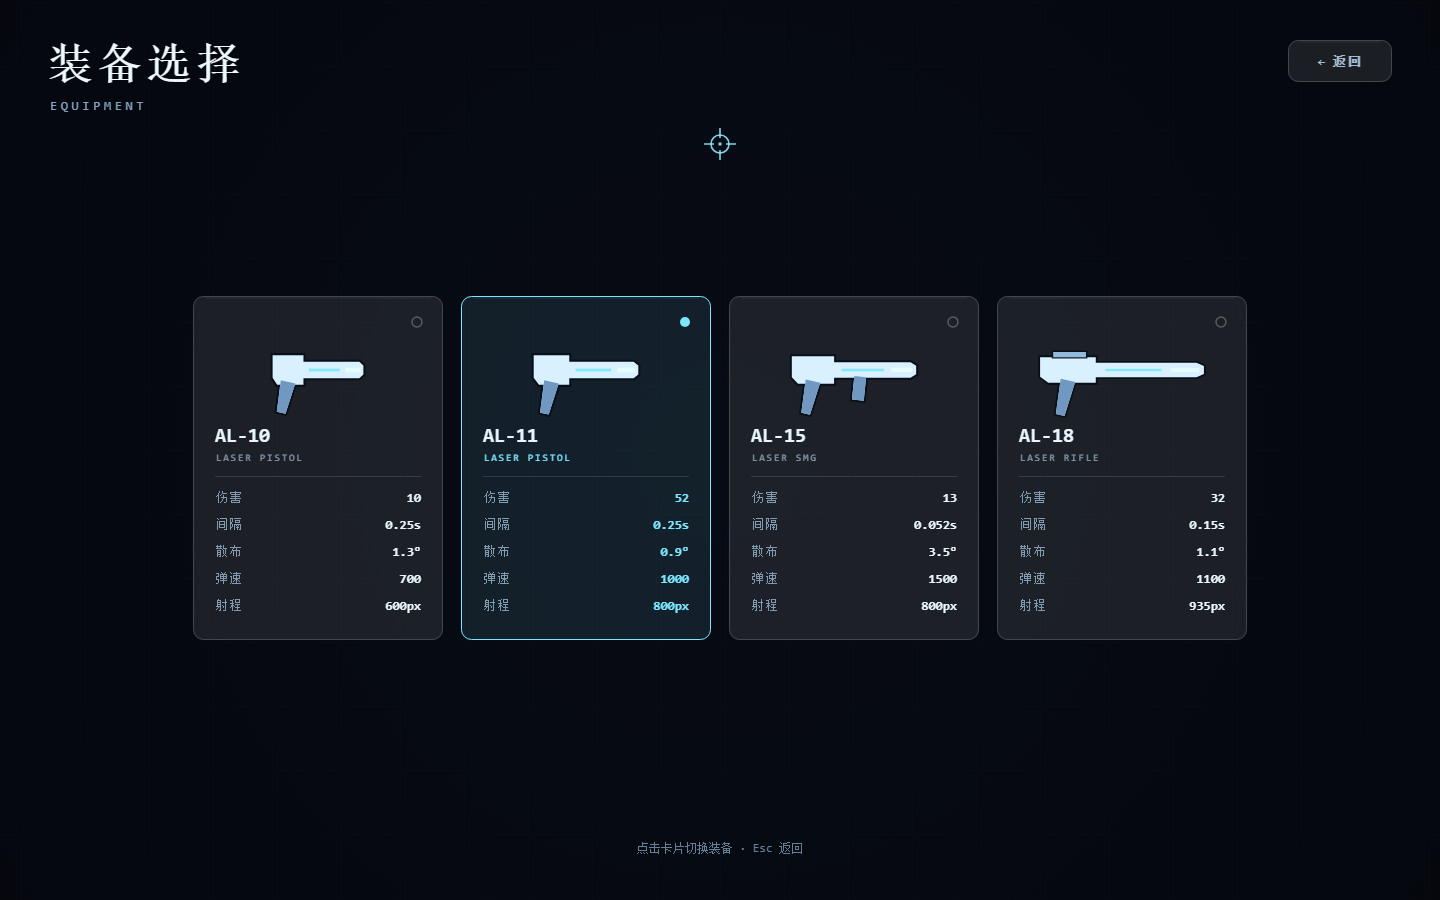 装备选择
EQUIPMENT
← 返回
AL-10
LASER PISTOL
伤害 10
间隔 0.25s
散布 1.3°
弹速 700
射程 600px
AL-11
LASER PISTOL
伤害 52
间隔 0.25s
散布 0.9°
弹速 1000
射程 800px
AL-15
LASER SMG
伤害 13
间隔 0.052s
散布 3.5°
弹速 1500
射程 800px
AL-18
LASER RIFLE
伤害 32
间隔 0.15s
散布 1.1°
弹速 1100
射程 935px
点击卡片切换装备 · Esc 返回